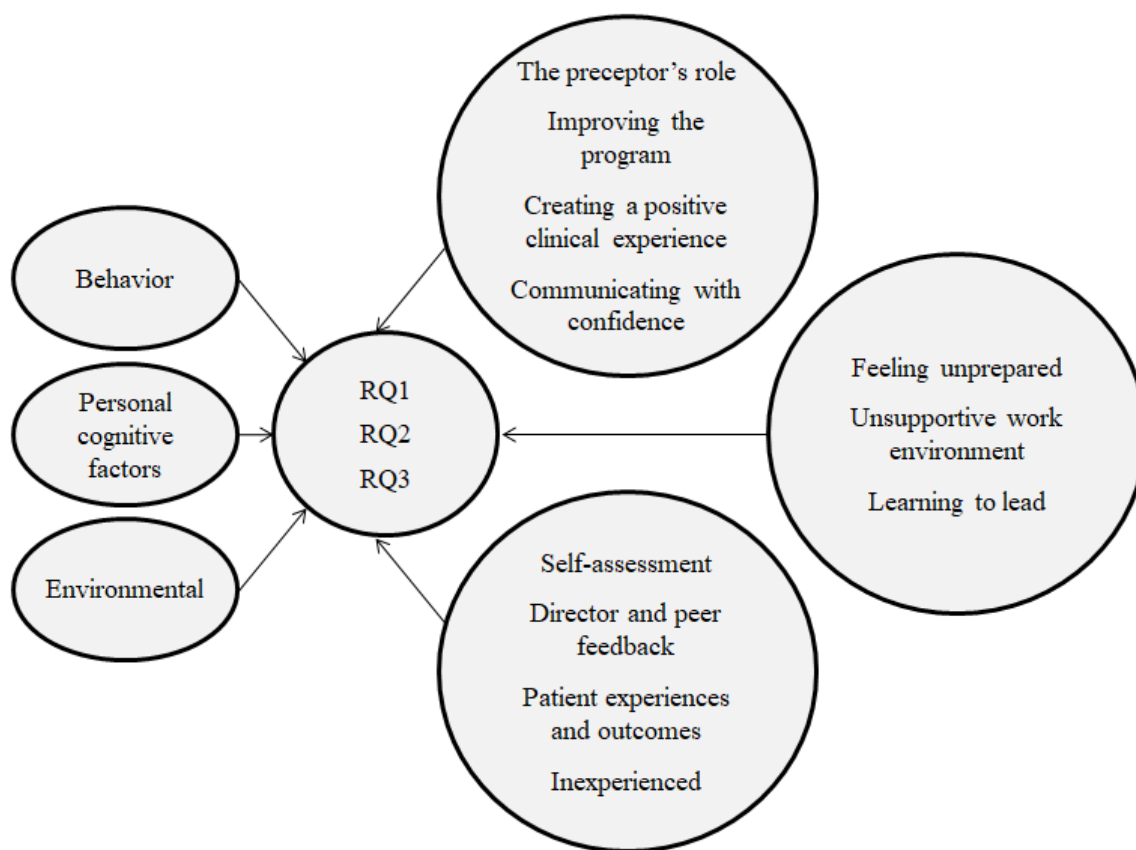 Behavior
Personal
cognitive
factors
Environmental
RQ1
RQ2
RQ3
The preceptor's role
Improving the
program
Creating a positive
clinical experience
Communicating with
confidence
Feeling unprepared
Unsupportive work
environment
Learning to lead
Self-assessment
Director and peer
feedback
Patient experiences
and outcomes
Inexperienced